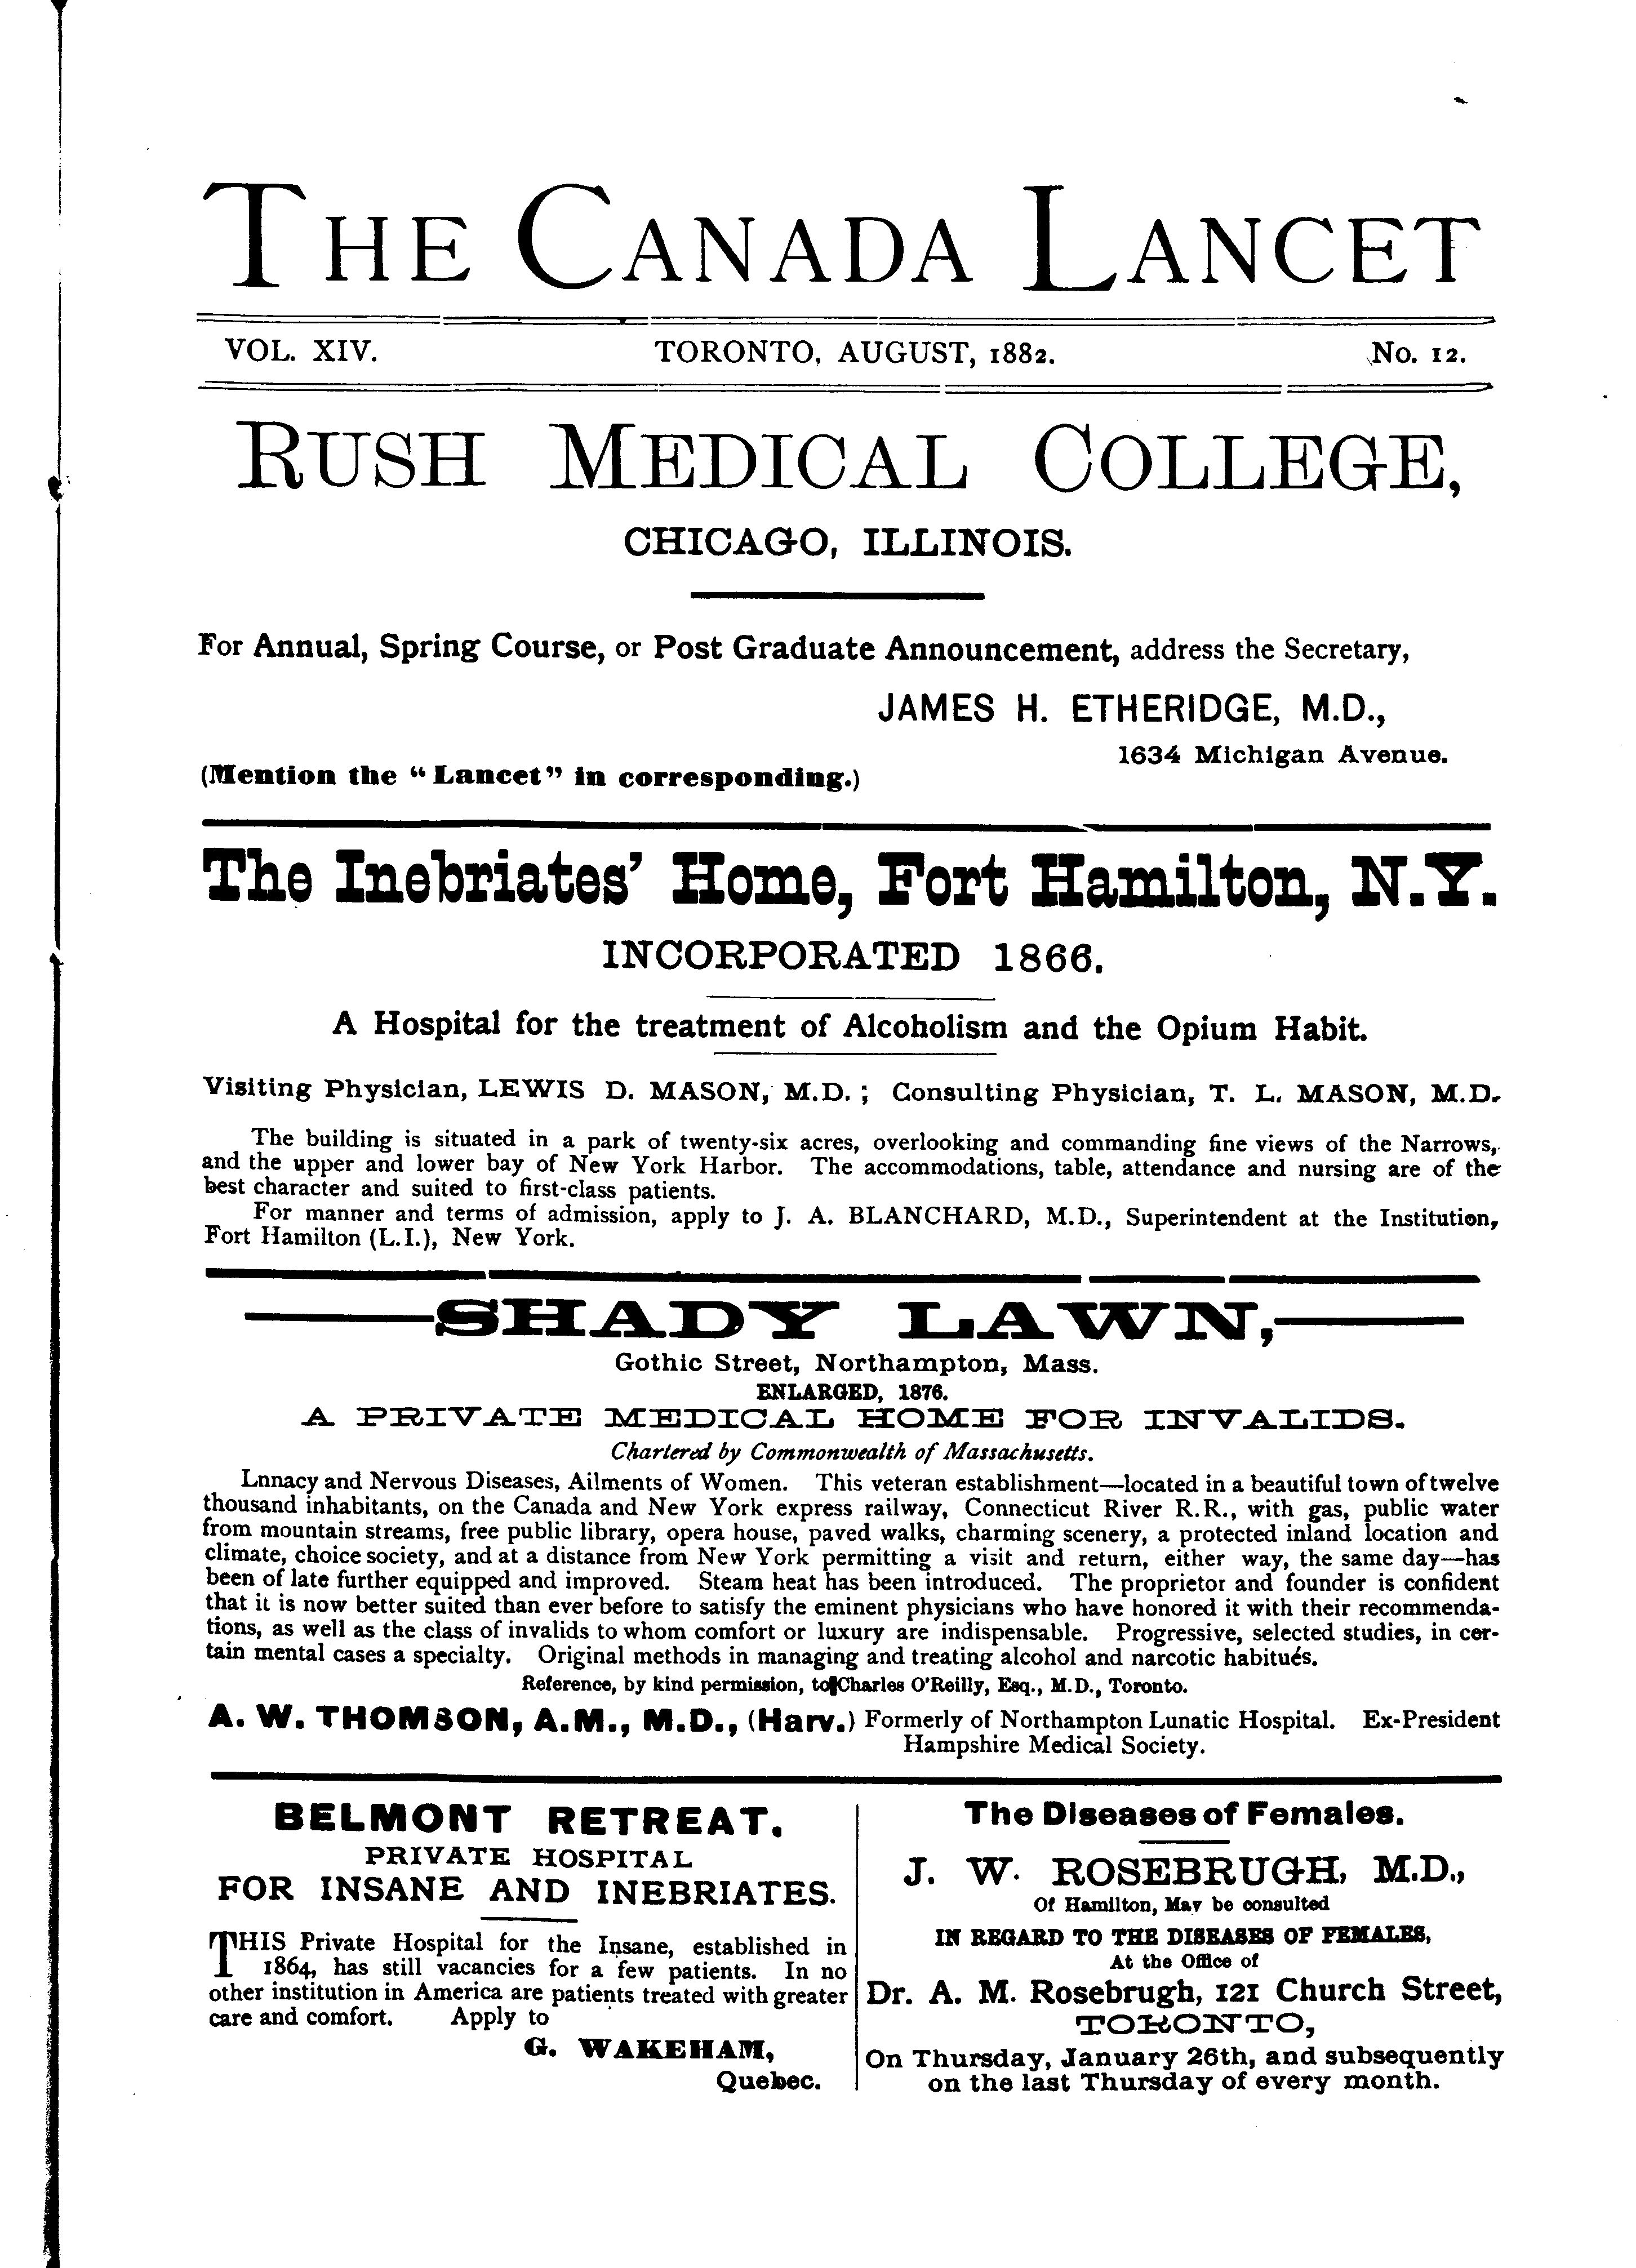 THE CANADA LANCET
VOL. XIV. TORONTO, AUGUST, 1882. No. 12.
RUSH MEDICAL COLLEGE,
CHICAGO, ILLINOIS.
For Annual, Spring Course, or Post Graduate Announcement, address the Secretary,
JAMES H. ETHERIDGE, M.D.,
1634 Michigan Avenue.
(Mention the "Lancet" in corresponding.)
The Inebriates' Home, Fort Hamilton, N.Y.
INCORPORATED 1866.
A Hospital for the treatment of Alcoholism and the Opium Habit.
Visiting Physician, LEWIS D. MASON, M.D.; Consulting Physician, T. L. MASON, M.D.
The building is situated in a park of twenty-six acres, overlooking and commanding fine views of the Narrows,
and the upper and lower bay of New York Harbor. The accommodations, table, attendance and nursing are of the
best character and suited to first-class patients.
For manner and terms of admission, apply to J. A. BLANCHARD, M.D., Superintendent at the Institution,
Fort Hamilton (L.I.), New York.
SHADY LAWN,
Gothic Street, Northampton, Mass.
ENLARGED, 1876.
A PRIVATE MEDICAL HOME FOR INVALIDS.
Chartered by Commonwealth of Massachusetts.
Lnnacy and Nervous Diseases, Ailments of Women. This veteran establishment—located in a beautiful town of twelve
thousand inhabitants, on the Canada and New York express railway, Connecticut River R.R., with gas, public water
from mountain streams, free public library, opera house, paved walks, charming scenery, a protected inland location and
climate, choice society, and at a distance from New York permitting a visit and return, either way, the same day—has
been of late further equipped and improved. Steam heat has been introduced. The proprietor and founder is confident
that it is now better suited than ever before to satisfy the eminent physicians who have honored it with their recommenda-
tions, as well as the class of invalids to whom comfort or luxury are indispensable. Progressive, selected studies, in cer-
tain mental cases a specialty. Original methods in managing and treating alcohol and narcotic habitués.
Reference, by kind permission, to Charles O'Reilly, Esq., M.D., Toronto.
A. W. THOMSON, A.M., M.D., (Harv.) Formerly of Northampton Lunatic Hospital. Ex-President
Hampshire Medical Society.
BELMONT RETREAT.
PRIVATE HOSPITAL
FOR INSANE AND INEBRIATES.
THIS Private Hospital for the Insane, established in
1864, has still vacancies for a few patients. In no
other institution in America are patients treated with greater
care and comfort. Apply to
G. WAKEHAM,
Quebec.
The Diseases of Females.
J. W. ROSEBRUGH, M.D.,
Of Hamilton, May be consulted
IN REGARD TO THE DISEASES OF FEMALES,
At the Office of
Dr. A. M. Rosebrugh, 121 Church Street,
TORONTO,
On Thursday, January 26th, and subsequently
on the last Thursday of every month.